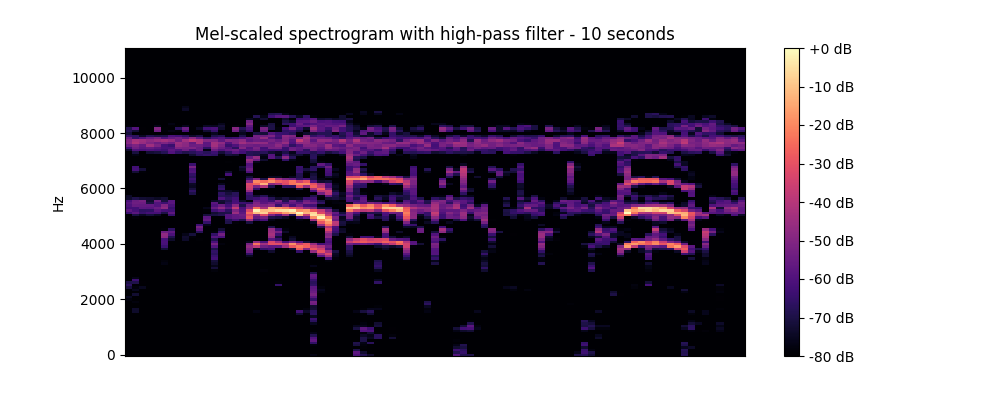 Mel-scaled spectrogram with high-pass filter - 10 seconds
Hz
10000
8000
6000
4000
2000
0
+0 dB
-10 dB
-20 dB
-30 dB
-40 dB
-50 dB
-60 dB
-70 dB
-80 dB